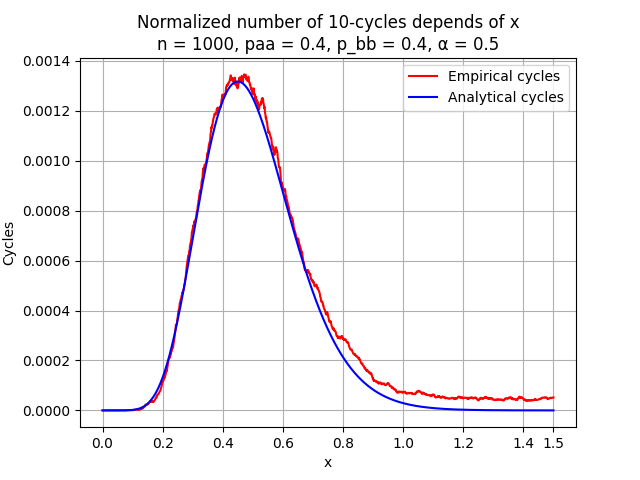 Normalized number of 10-cycles depends of x
n = 1000, paa = 0.4, p_bb = 0.4, α = 0.5
Empirical cycles
Analytical cycles
Cycles
0.0014
0.0012
0.0010
0.0008
0.0006
0.0004
0.0002
0.0000
0.0 0.2 0.4 0.6 0.8 1.0 1.2 1.4 1.5
x